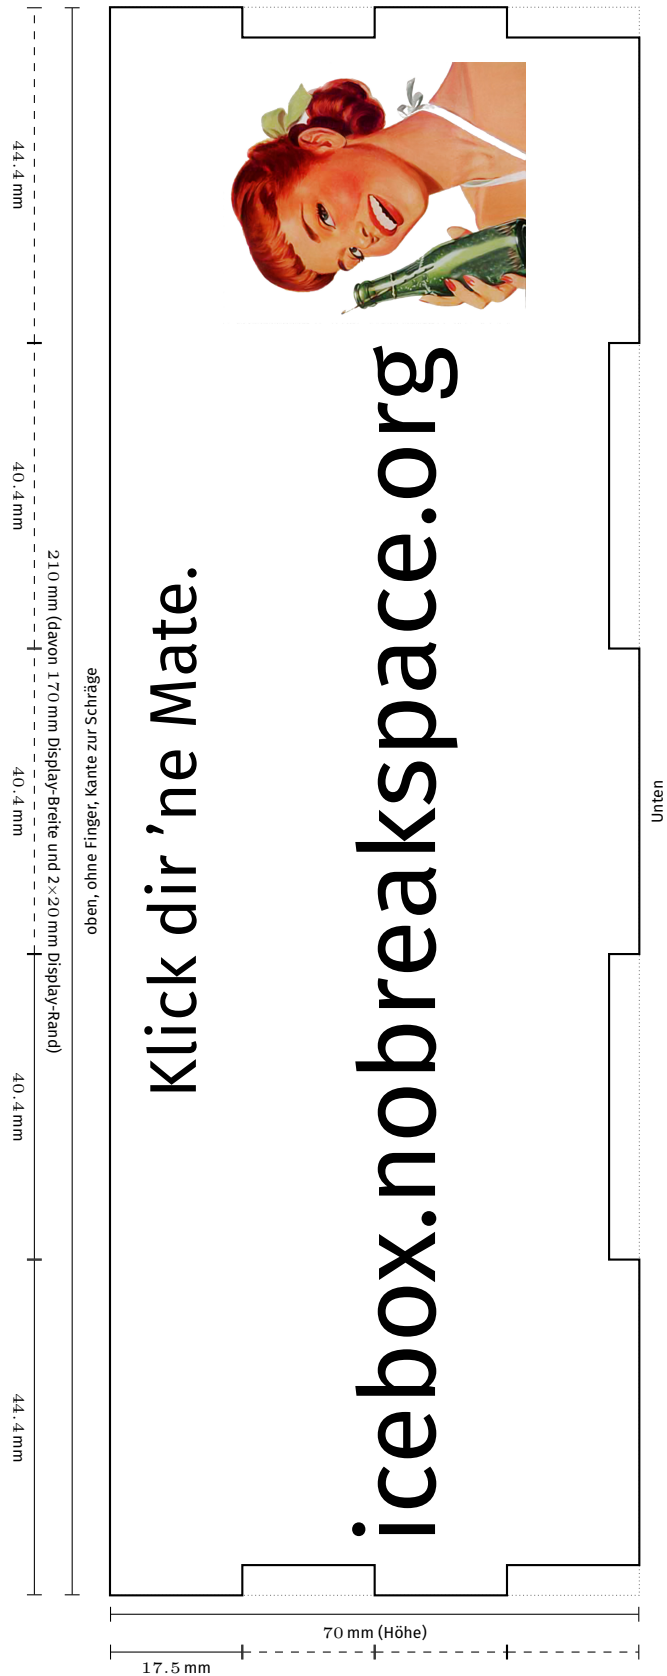 44.4 mm
40.4 mm
40.4 mm
40.4 mm
44.4 mm
210 mm (davon 170 mm Display-Breite und 2×20 mm Display-Rand)
oben, ohne Finger, Kante zur Schräge
Klick dir ’ne Mate.
icebox.nobreakspace.org
Unten
70 mm (Höhe)
17.5 mm